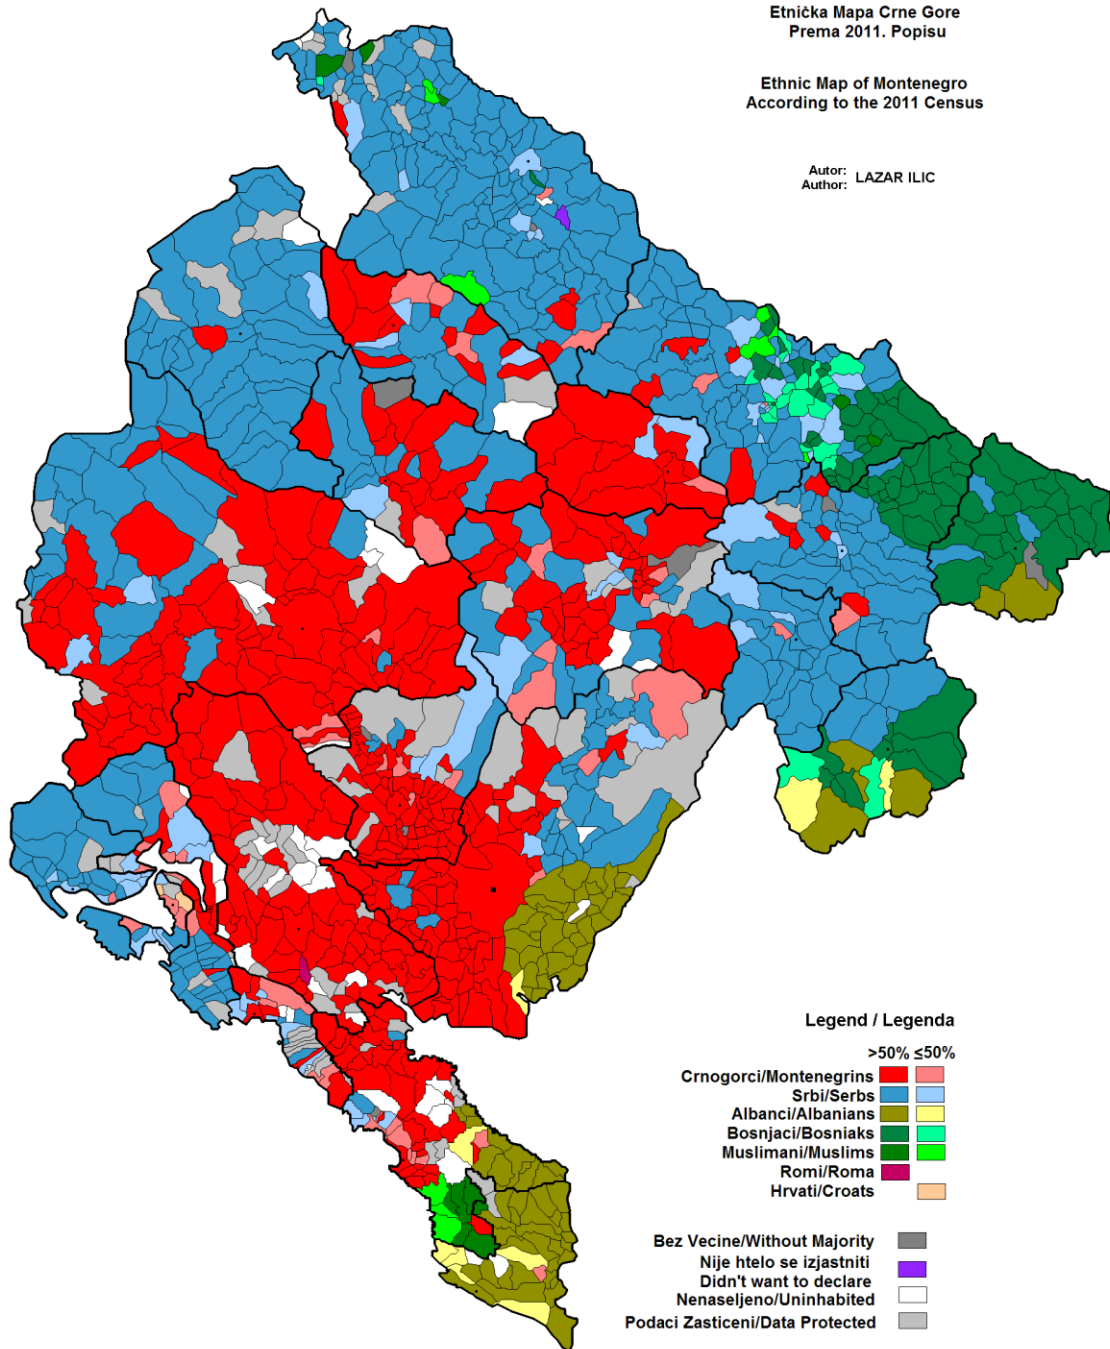 Etnička Mapa Crne Gore
Prema 2011. Popisu
Ethnic Map of Montenegro
According to the 2011 Census
Autor:
Author: LAZAR ILIC
Legend / Legenda
>50% ≤50%
Crnogorci/Montenegrins
Srbi/Serbs
Albanci/Albanians
Bosnjaci/Bosniaks
Muslimani/Muslims
Romi/Roma
Hrvati/Croats
Bez Vecine/Without Majority
Nije htelo se izjastniti
Didn't want to declare
Nenaseljeno/Uninhabited
Podaci Zasticeni/Data Protected